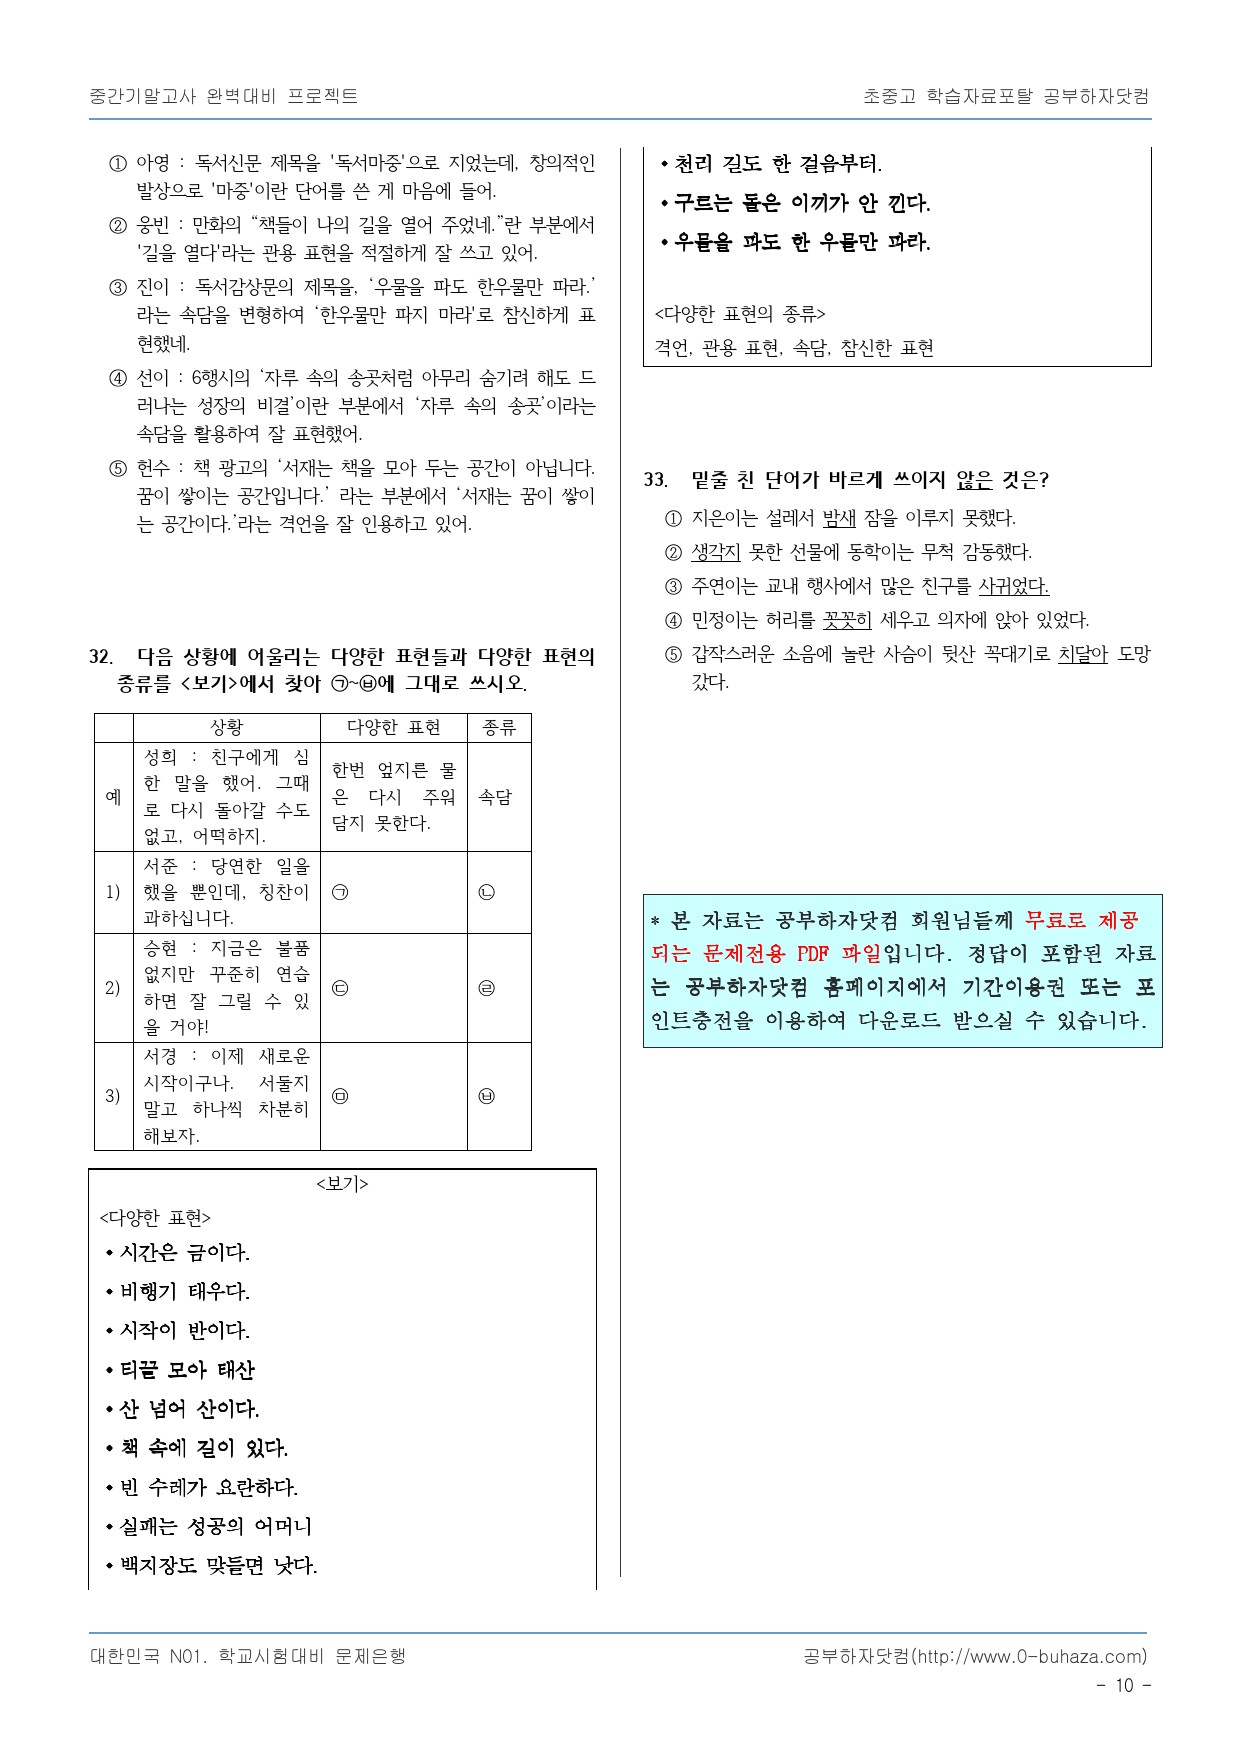 중간기말고사 완벽대비 프로젝트
초중고 학습자료포탈 공부하자닷컴
① 아영 : 독서신문 제목을 '독서마중'으로 지었는데, 창의적인
발상으로 '마중'이란 단어를 쓴 게 마음에 들어.
② 웅빈 : 만화의 “책들이 나의 길을 열어 주었네.”란 부분에서
'길을 열다'라는 관용 표현을 적절하게 잘 쓰고 있어.
③ 진이 : 독서감상문의 제목을, ‘우물을 파도 한우물만 파라.’
라는 속담을 변형하여 ‘한우물만 파지 마라'로 참신하게 표
현했네.
④ 선이 : 6행시의 ‘자루 속의 송곳처럼 아무리 숨기려 해도 드
러나는 성장의 비결’이란 부분에서 ‘자루 속의 송곳’이라는
속담을 활용하여 잘 표현했어.
⑤ 헌수 : 책 광고의 ‘서재는 책을 모아 두는 공간이 아닙니다.
꿈이 쌓이는 공간입니다.’ 라는 부분에서 ‘서재는 꿈이 쌓이
는 공간이다.’라는 격언을 잘 인용하고 있어.
32. 다음 상황에 어울리는 다양한 표현들과 다양한 표현의
종류를 <보기>에서 찾아 ㉠~㉥에 그대로 쓰시오.
상황 다양한 표현 종류
예
성희 : 친구에게 심
한 말을 했어. 그때
로 다시 돌아갈 수도
없고, 어떡하지.
한번 엎지른 물
은 다시 주워
담지 못한다.
속담
1)
서준 : 당연한 일을
했을 뿐인데, 칭찬이
과하십니다.
㉠
㉡
2)
승현 : 지금은 불품
없지만 꾸준히 연습
하면 잘 그릴 수 있
을 거야!
㉢
㉣
3)
서경 : 이제 새로운
시작이구나. 서둘지
말고 하나씩 차분히
해보자.
㉤
㉥
<보기>
<다양한 표현>
• 시간은 금이다.
• 비행기 태우다.
• 시작이 반이다.
• 티끌 모아 태산
• 산 넘어 산이다.
• 책 속에 길이 있다.
• 빈 수레가 요란하다.
• 실패는 성공의 어머니
• 백지장도 맞들면 낫다.
• 천리 길도 한 걸음부터.
• 구르는 돌은 이끼가 안 낀다.
• 우물을 파도 한 우물만 파라.
<다양한 표현의 종류>
격언, 관용 표현, 속담, 참신한 표현
33. 밑줄 친 단어가 바르게 쓰이지 않은 것은?
① 지은이는 설레서 밤새 잠을 이루지 못했다.
② 생각지 못한 선물에 동학이는 무척 감동했다.
③ 주연이는 교내 행사에서 많은 친구를 사귀었다.
④ 민정이는 허리를 꼿꼿히 세우고 의자에 앉아 있었다.
⑤ 갑작스러운 소음에 놀란 사슴이 뒷산 꼭대기로 치달아 도망
갔다.
* 본 자료는 공부하자닷컴 회원님들께 무료로 제공
되는 문제전용 PDF 파일입니다. 정답이 포함된 자료
는 공부하자닷컴 홈페이지에서 기간이용권 또는 포
인트충전을 이용하여 다운로드 받으실 수 있습니다.
대한민국 N01. 학교시험대비 문제은행
공부하자닷컴(http://www.0-buhaza.com)
- 10 -